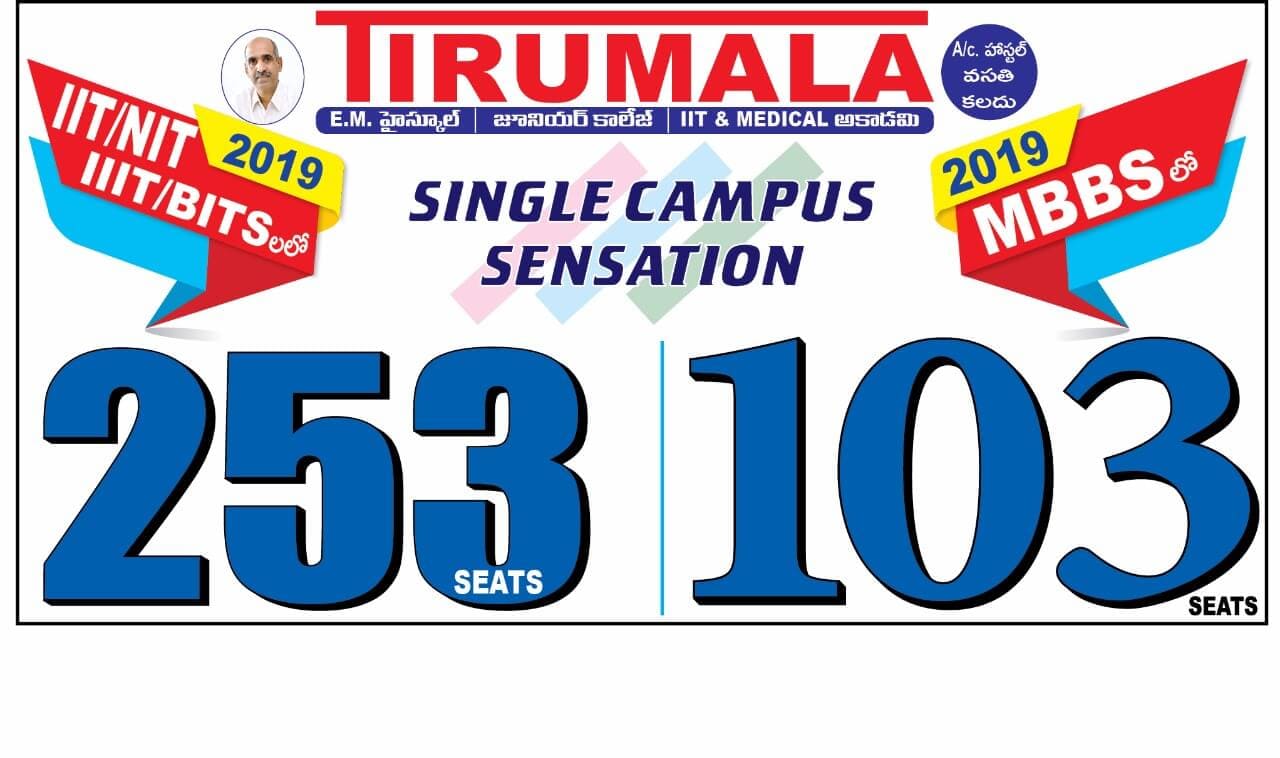 TIRUMALA
E.M. హైస్కూల్ | జూనియర్ కాలేజ్ | IIT & MEDICAL అకాడమి
A/c. హాస్టల్
వసతి
కలదు
IIT/NIT
IIIT/BITSలలో
2019
SINGLE CAMPUS
SENSATION
2019
MBBSలో
253
SEATS
103
SEATS